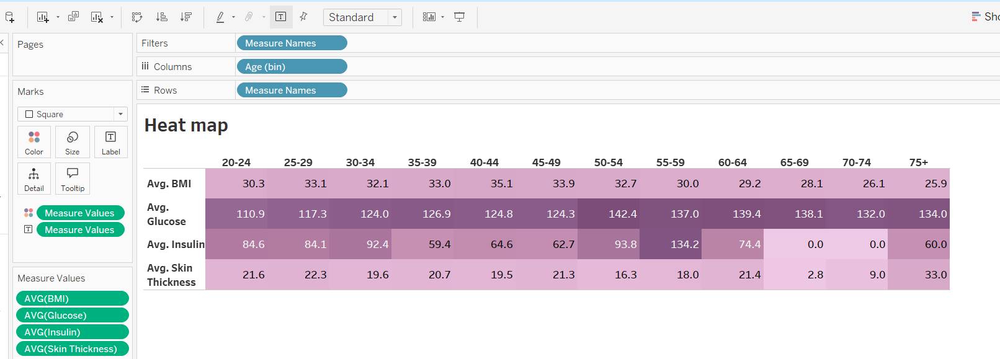 Standard
Sho
Pages
Filters
Measure Names
Columns
Age (bin)
Rows
Measure Names
Marks
Square
Color
Size
Label
Detail
Tooltip
Measure Values
Measure Values
Measure Values
AVG(BMI)
AVG(Glucose)
AVG(Insulin)
AVG(Skin Thickness)
Heat map
20-24 25-29 30-34 35-39 40-44 45-49 50-54 55-59 60-64 65-69 70-74 75+
Avg. BMI 30.3 33.1 32.1 33.0 35.1 33.9 32.7 30.0 29.2 28.1 26.1 25.9
Avg.
Glucose 110.9 117.3 124.0 126.9 124.8 124.3 142.4 137.0 139.4 138.1 132.0 134.0
Avg. Insulin 84.6 84.1 92.4 59.4 64.6 62.7 93.8 134.2 74.4 0.0 0.0 60.0
Avg. Skin
Thickness 21.6 22.3 19.6 20.7 19.5 21.3 16.3 18.0 21.4 2.8 9.0 33.0